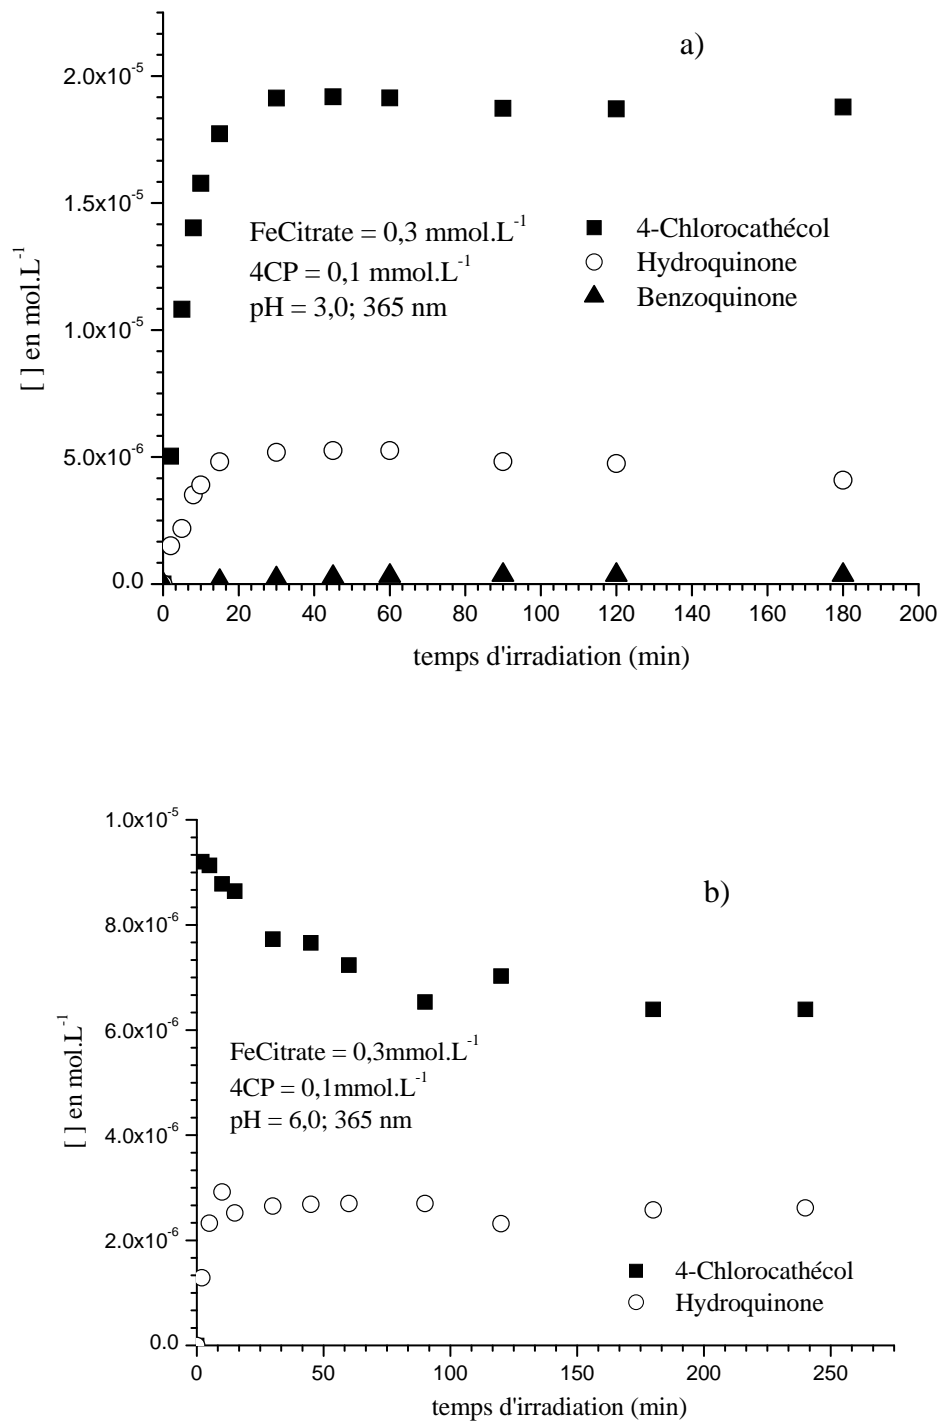 a)
2.0x10-5
1.5x10-5
1.0x10-5
5.0x10-6
0.0
[ ] en mol.L-1
FeCitrate = 0,3 mmol.L-1
4CP = 0,1 mmol.L-1
pH = 3,0; 365 nm
4-Chlorocathécol
Hydroquinone
Benzoquinone
0 20 40 60 80 100 120 140 160 180 200
temps d'irradiation (min)
b)
1.0x10-5
8.0x10-6
6.0x10-6
4.0x10-6
2.0x10-6
0.0
[ ] en mol.L-1
FeCitrate = 0,3mmol.L-1
4CP = 0,1mmol.L-1
pH = 6,0; 365 nm
4-Chlorocathécol
Hydroquinone
0 50 100 150 200 250
temps d'irradiation (min)